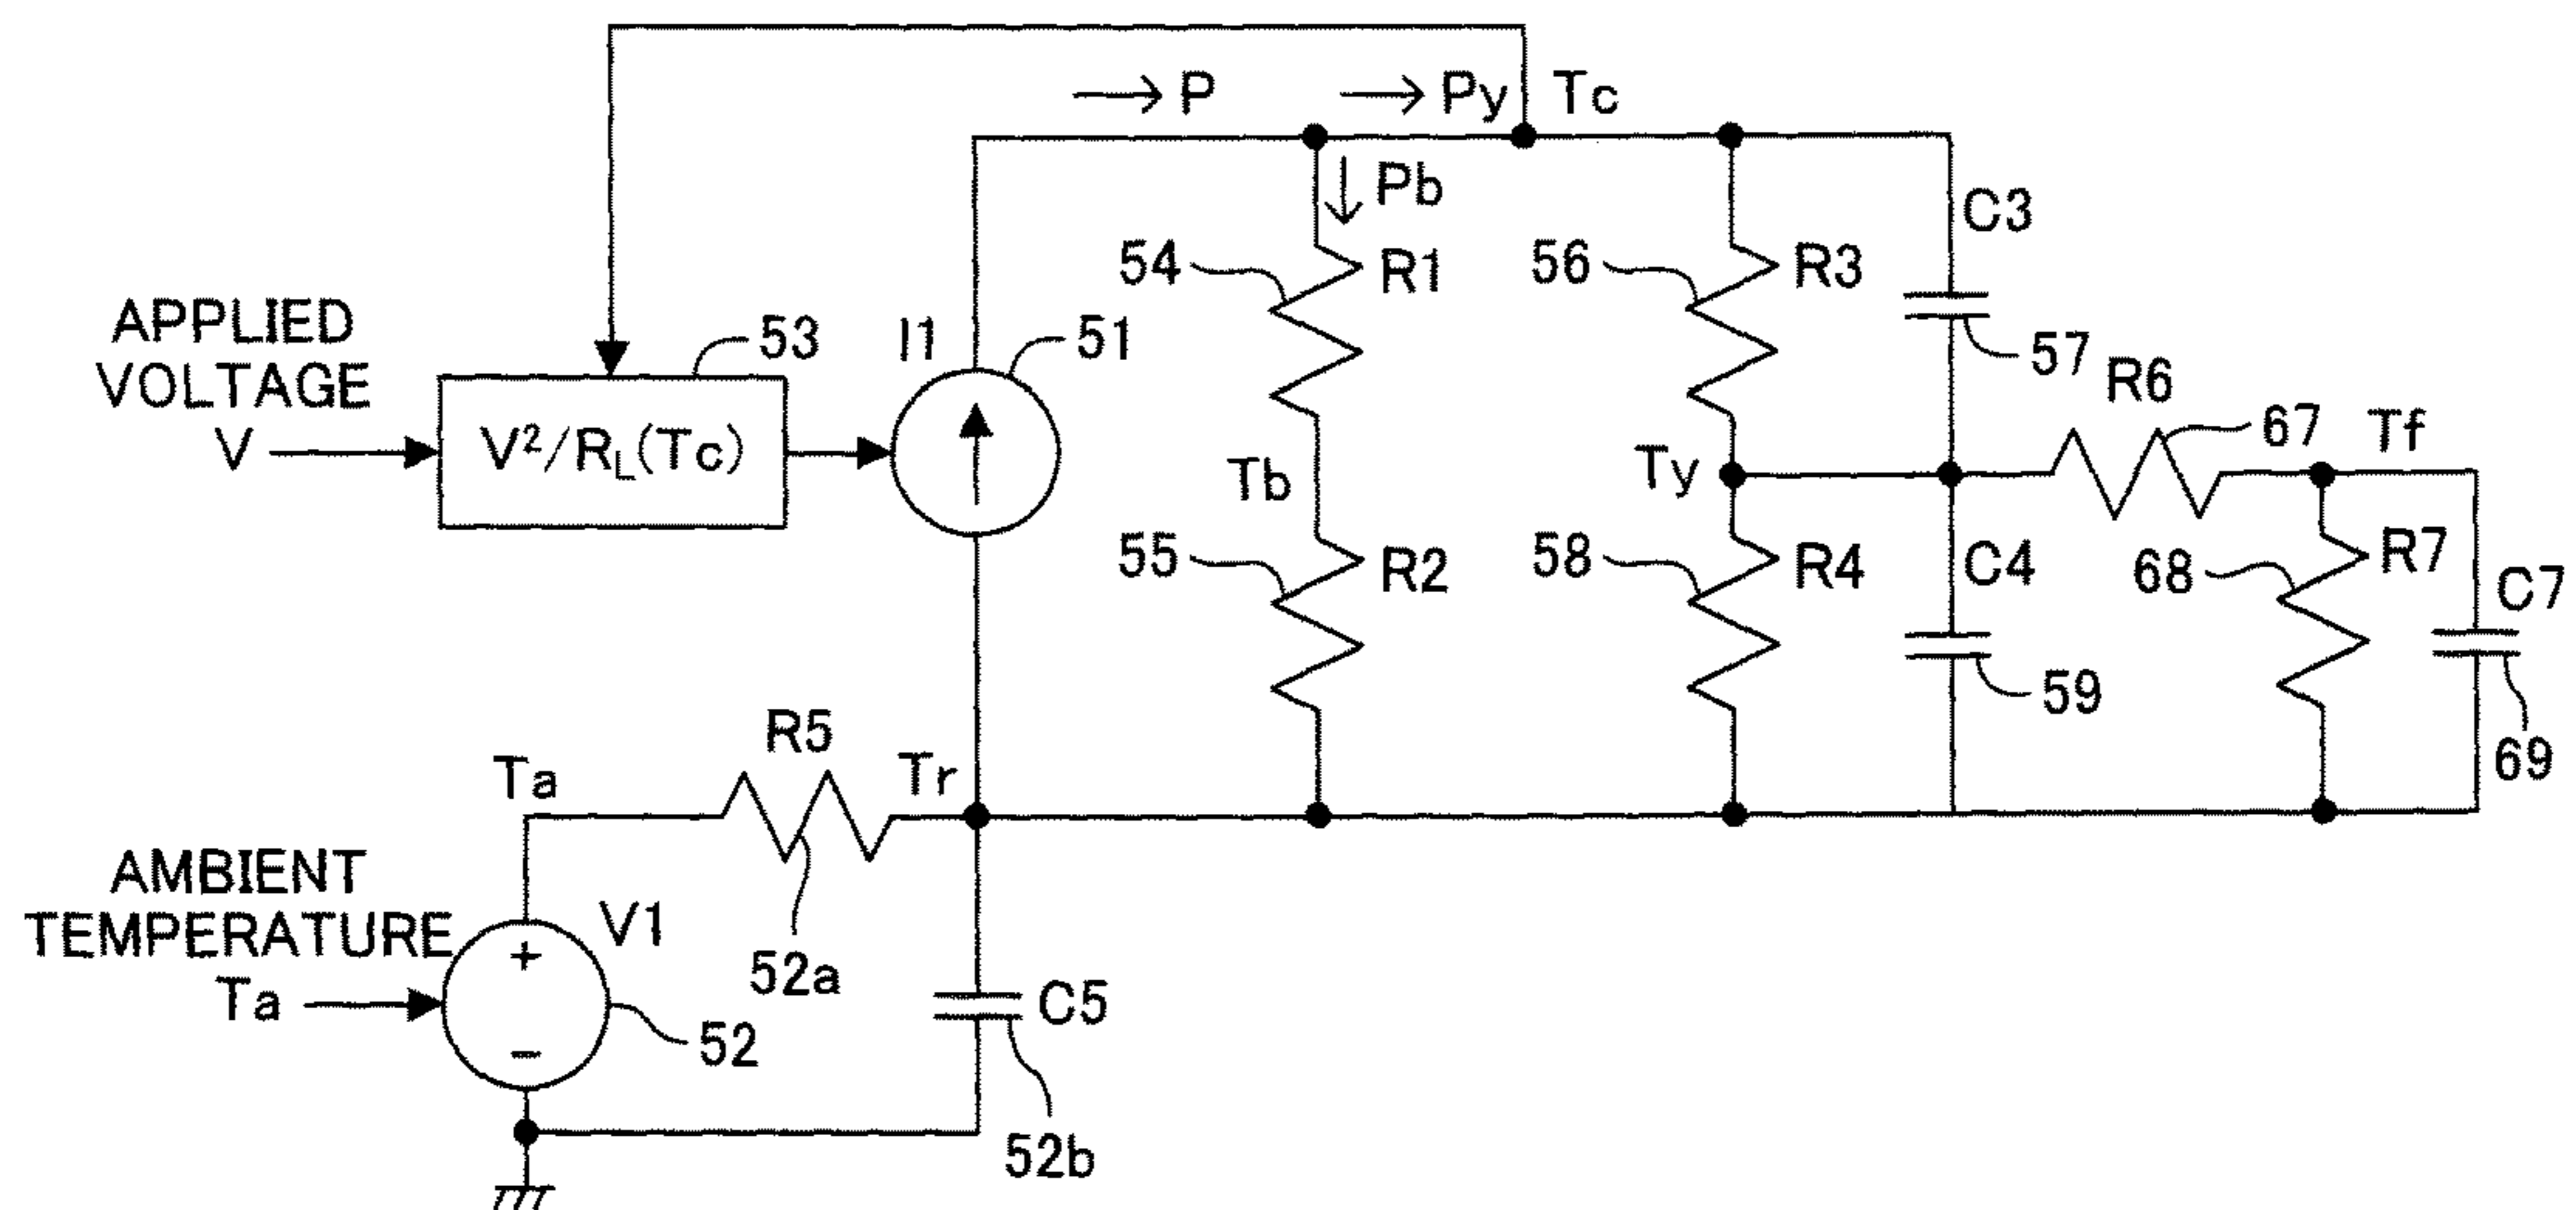 P
Py
Tc
Pb
C3
54
R1
56
R3
APPLIED
VOLTAGE
V
53
I1
51
57
R6
67
Tf
V²/R_L(Tc)
Tb
Ty
55
R2
58
R4
C4
68
R7
C7
59
69
R5
Ta
Tr
52a
AMBIENT
TEMPERATURE
Ta
V1
+
−
52
C5
52b